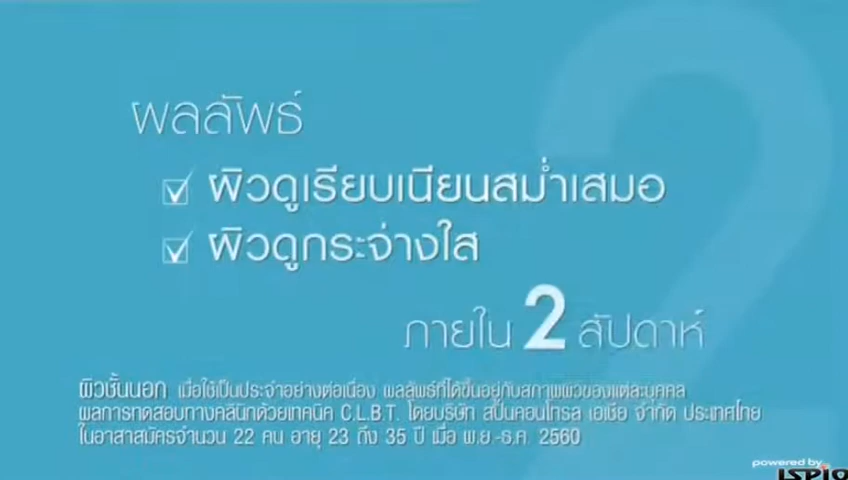 ผลลัพธ์
ผิวดูเรียบเนียนสม่ำเสมอ
ผิวดูกระจ่างใส
ภายใน 2 สัปดาห์
ผิวชั้นนอก เมื่อใช้เป็นประจำอย่างต่อเนื่อง ผลลัพธ์ที่ได้ขึ้นอยู่กับสภาพผิวของแต่ละบุคคล
ผลการทดสอบทางคลินิกด้วยเทคนิค C.L.B.T. โดยบริษัท สปินคอนโทรล เอเชีย จำกัด ประเทศไทย
ในอาสาสมัครจำนวน 22 คน อายุ 23 ถึง 35 ปี เมื่อ พ.ย.-ธ.ค. 2560
powered by